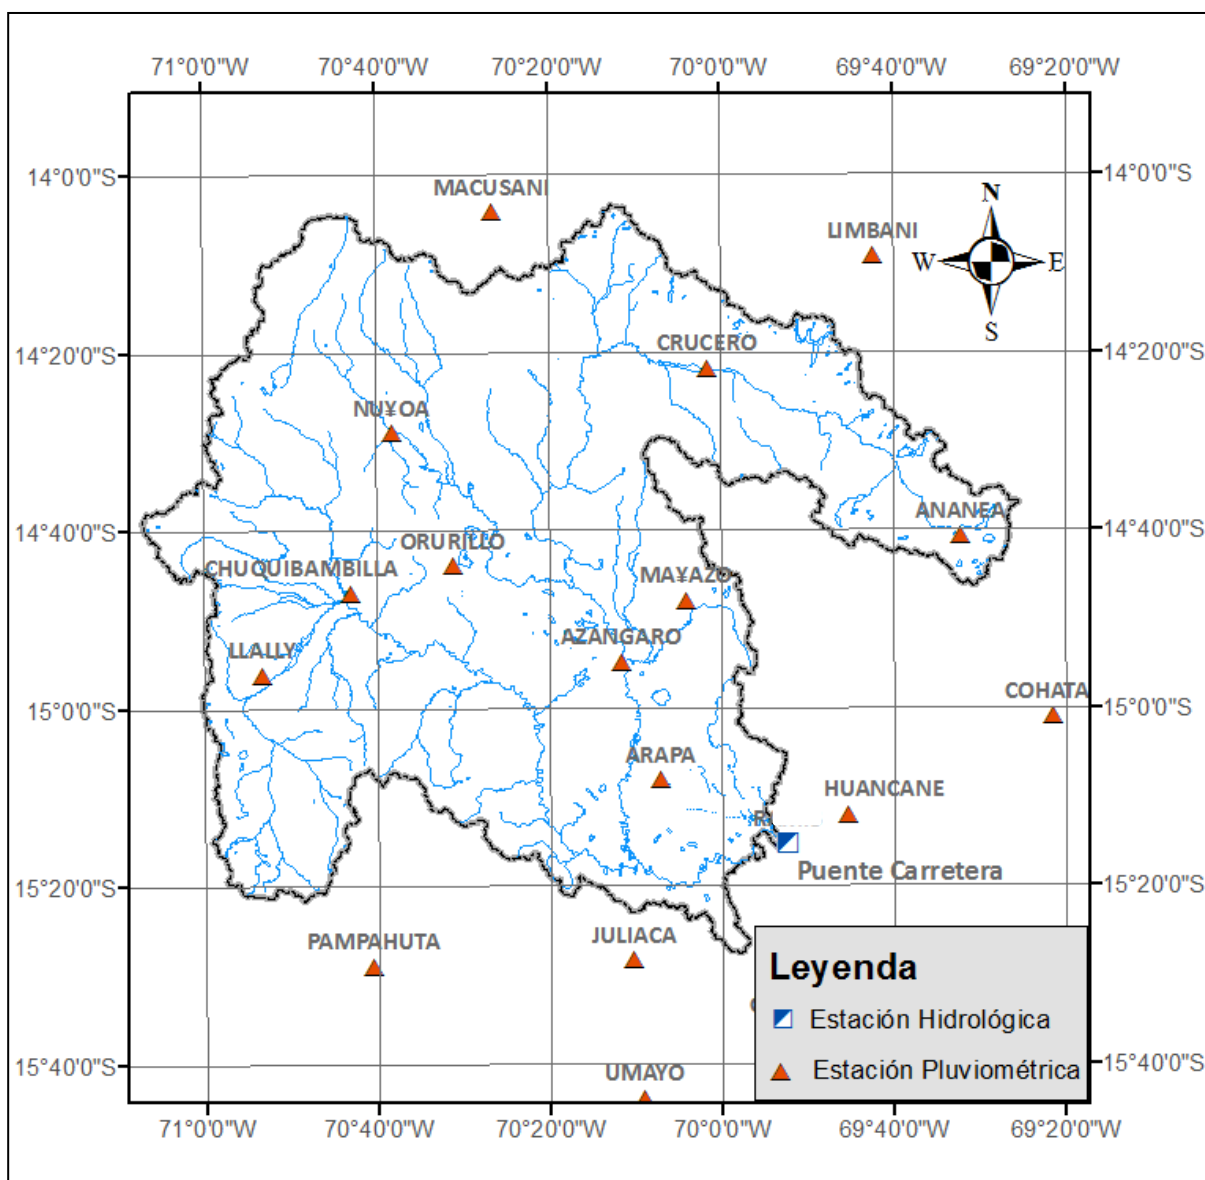 71°0'0"W 70°40'0"W 70°20'0"W 70°0'0"W 69°40'0"W 69°20'0"W
14°0'0"S 14°0'0"S
MACUSANI
LIMBANI
N
W E
S
CRUCERO
14°20'0"S 14°20'0"S
NU¥OA
ANANEA
14°40'0"S 14°40'0"S
ORURILLO
CHUQUIBAMBILLA
MA¥AZO
AZANGARO
LLALLY
COHATA
15°0'0"S 15°0'0"S
ARAPA
HUANCANE
Puente Carretera
15°20'0"S 15°20'0"S
PAMPAHUTA
JULIACA
Leyenda
Estación Hidrológica
Estación Pluviométrica
UMAYO
15°40'0"S 15°40'0"S
71°0'0"W 70°40'0"W 70°20'0"W 70°0'0"W 69°40'0"W 69°20'0"W